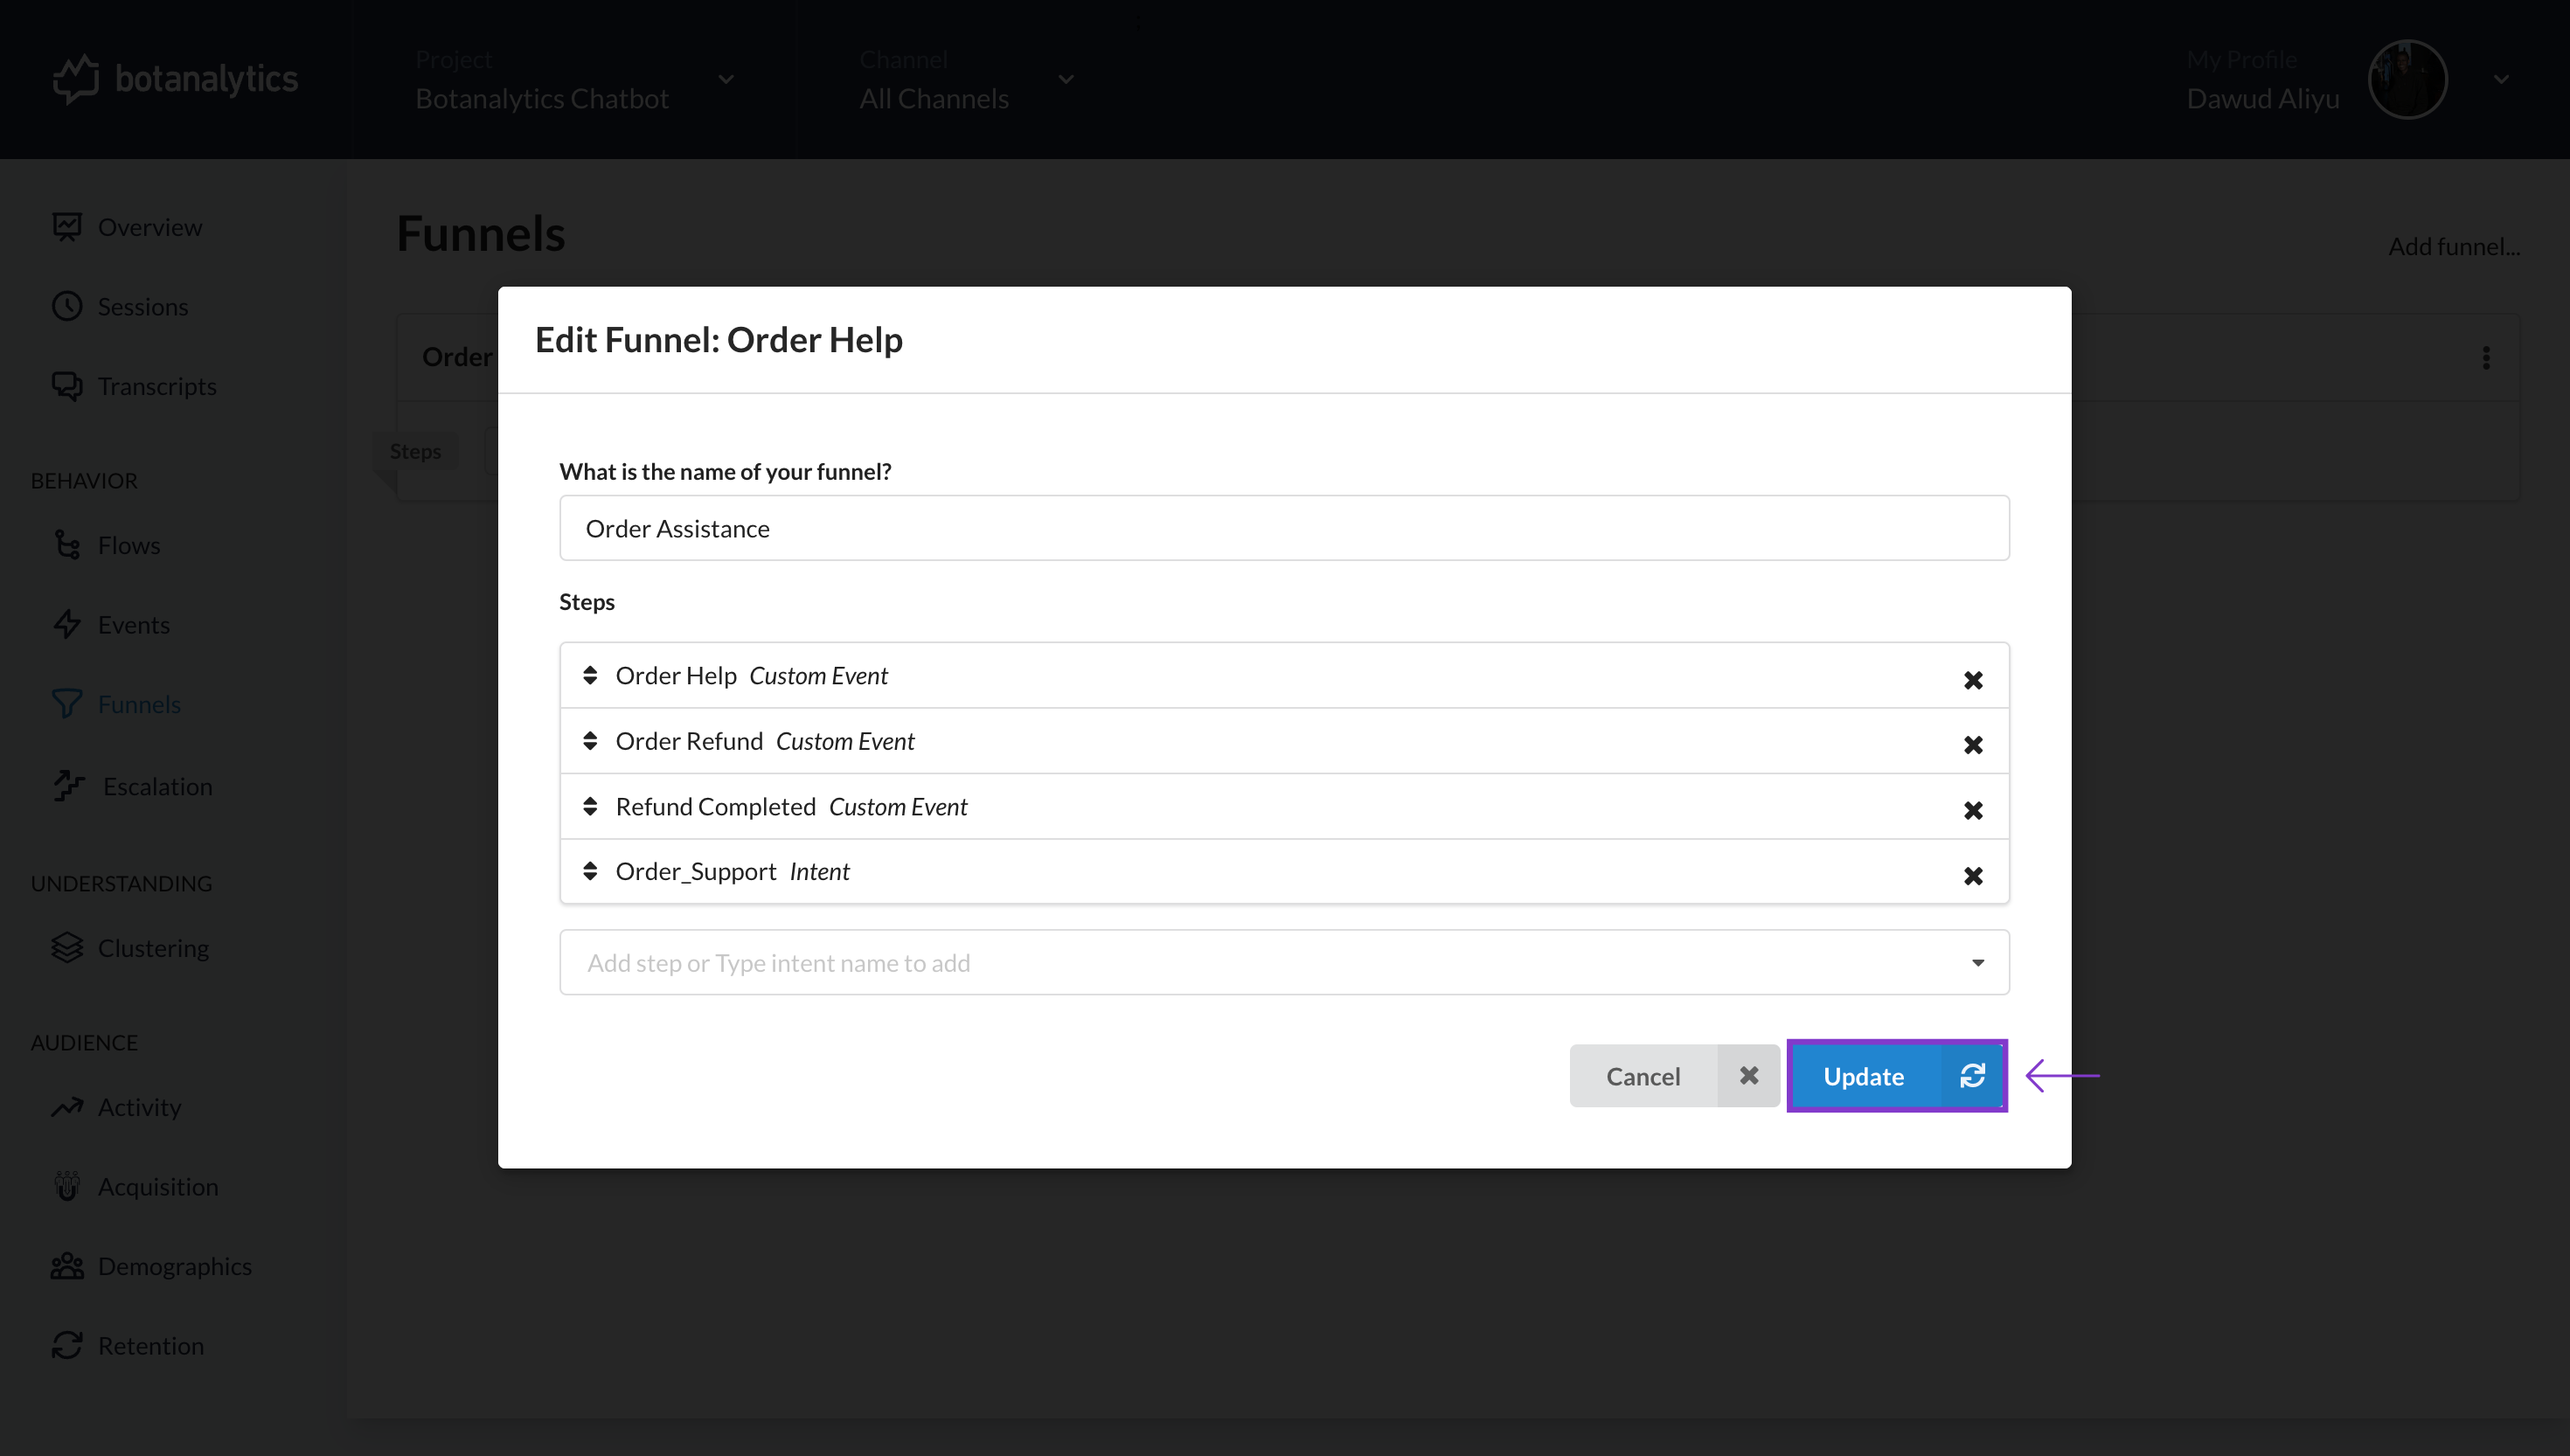 botanalytics
Project
Botanalytics Chatbot
Channel
All Channels
My Profile
Dawud Aliyu
Overview
Sessions
Transcripts
BEHAVIOR
Flows
Events
Funnels
Escalation
UNDERSTANDING
Clustering
AUDIENCE
Activity
Acquisition
Demographics
Retention
Funnels
Add funnel...
Order
Steps
Edit Funnel: Order Help
What is the name of your funnel?
Order Assistance
Steps
Order Help Custom Event
Order Refund Custom Event
Refund Completed Custom Event
Order_Support Intent
Add step or Type intent name to add
Cancel
Update